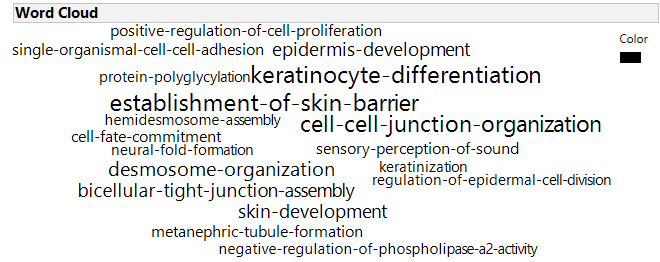 Word Cloud
positive-regulation-of-cell-proliferation
Color
single-organismal-cell-cell-adhesion
epidermis-development
protein-polyglycylation
keratinocyte-differentiation
establishment-of-skin-barrier
hemidesmosome-assembly
cell-cell-junction-organization
cell-fate-commitment
neural-fold-formation
sensory-perception-of-sound
desmosome-organization
keratinization
regulation-of-epidermal-cell-division
bicellular-tight-junction-assembly
skin-development
metanephric-tubule-formation
negative-regulation-of-phospholipase-a2-activity